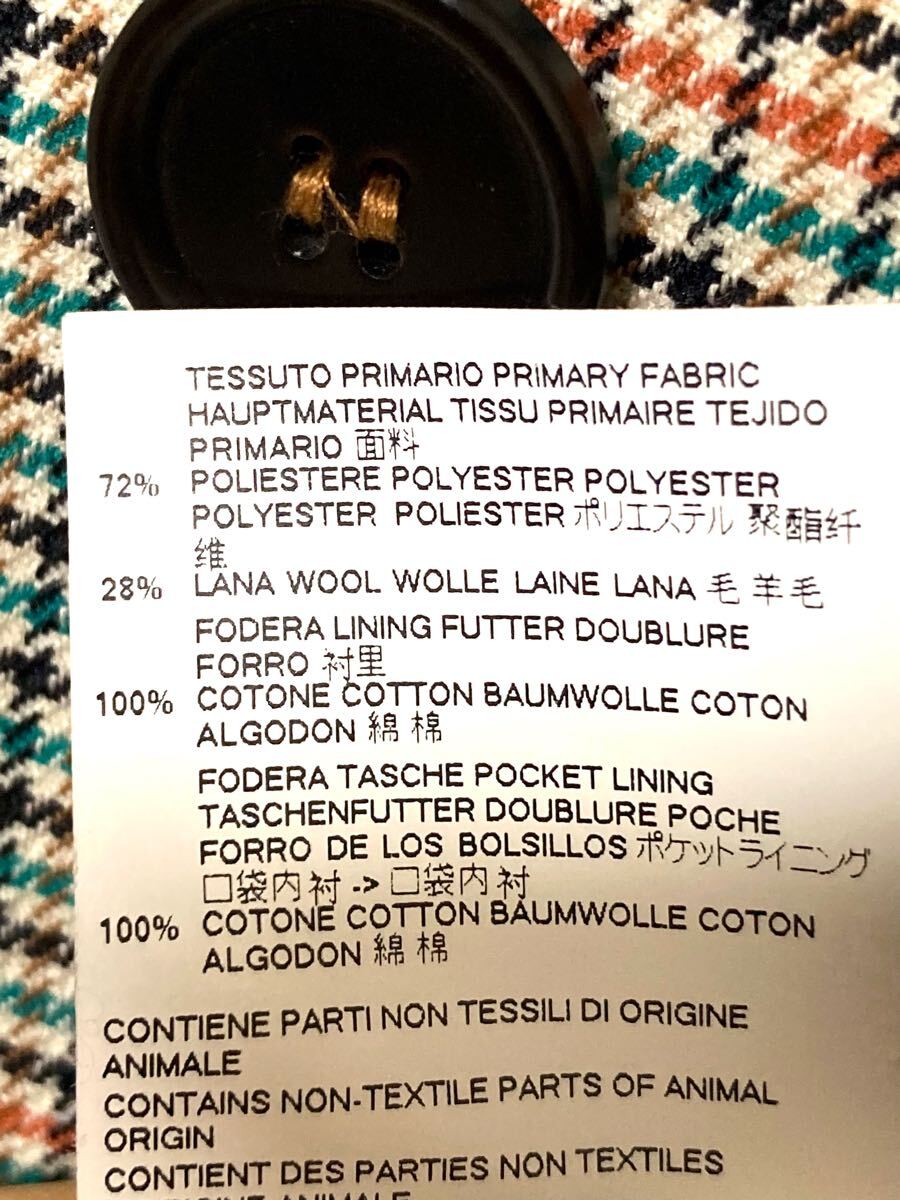 TESSUTO PRIMARIO PRIMARY FABRIC
HAUPTMATERIAL TISSU PRIMAIRE TEJIDO
PRIMARIO 面料
72% POLIESTERE POLYESTER POLYESTER
POLYESTER POLIESTER ポリエステル 聚酯纤
维
28% LANA WOOL WOLLE LAINE LANA 毛 羊毛
FODERA LINING FUTTER DOUBLURE
FORRO 衬里
100% COTONE COTTON BAUMWOLLE COTON
ALGODON 綿 棉
FODERA TASCHE POCKET LINING
TASCHENFUTTER DOUBLURE POCHE
FORRO DE LOS BOLSILLOS ポケットライニング
口袋内衬 -> 口袋内衬
100% COTONE COTTON BAUMWOLLE COTON
ALGODON 綿 棉
CONTIENE PARTI NON TESSILI DI ORIGINE
ANIMALE
CONTAINS NON-TEXTILE PARTS OF ANIMAL
ORIGIN
CONTIENT DES PARTIES NON TEXTILES
D'ORIGINE ANIMALE